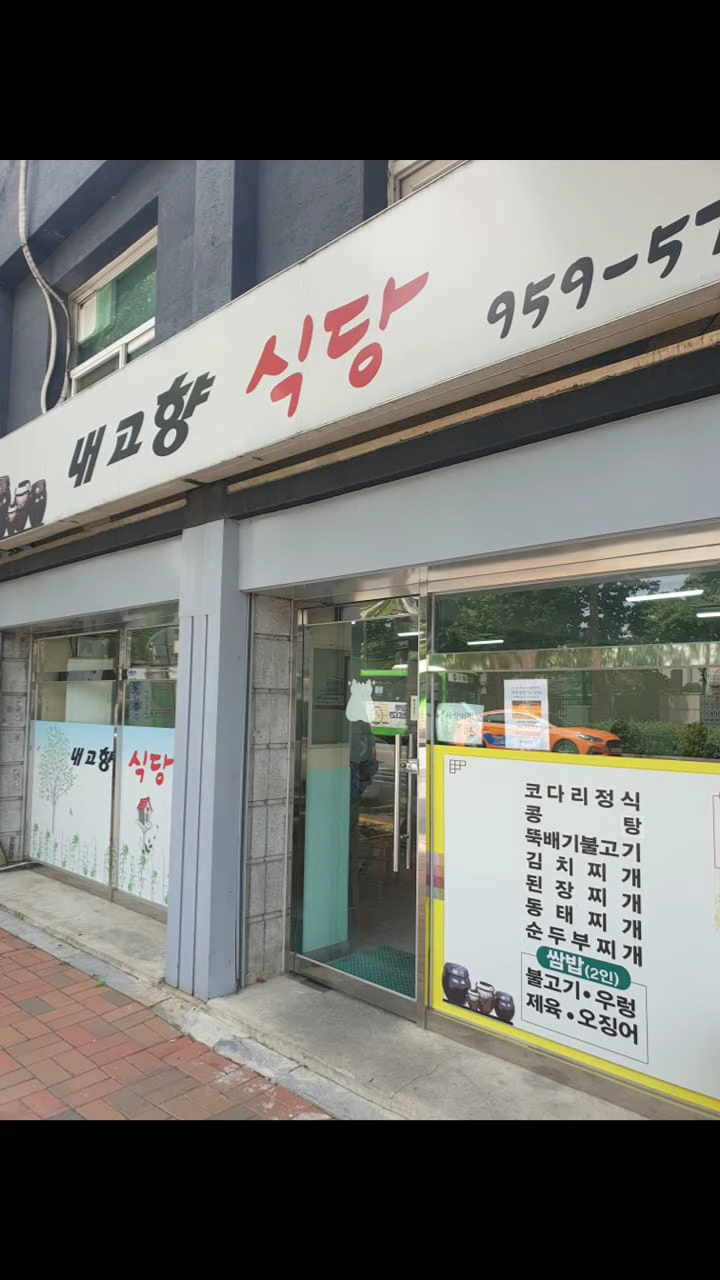 내고향 식당 959-57
내고향 식당
코다리정식
콩 탕
뚝배기불고기
김치찌개
된장찌개
동태찌개
순두부찌개
쌈밥(2인)
불고기•우렁
제육•오징어